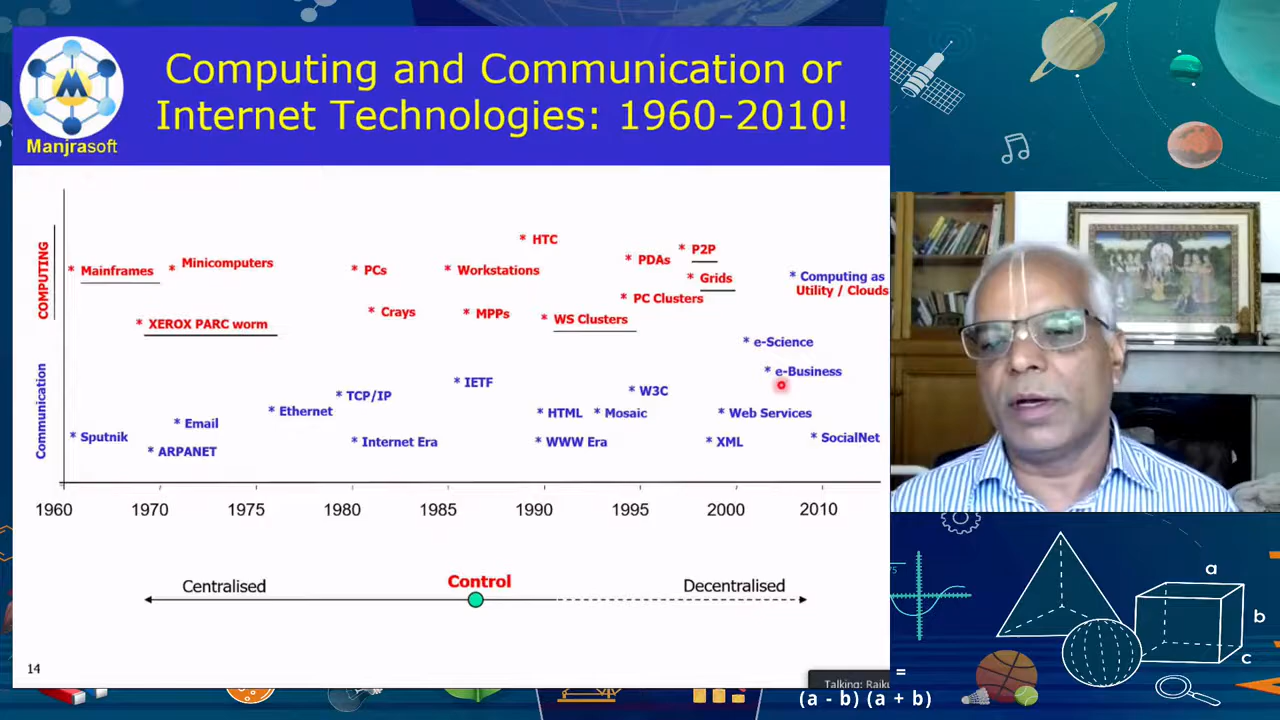 Computing and Communication or
Internet Technologies: 1960-2010!
Manjrasoft
COMPUTING
* HTC
* Mainframes
* Minicomputers
* PCs
* Workstations
* PDAs
* P2P
* Grids
* Computing as
Utility / Clouds
* XEROX PARC worm
* Crays
* MPPs
* WS Clusters
* PC Clusters
Communication
* e-Science
* e-Business
* Sputnik
* Email
* ARPANET
* Ethernet
* TCP/IP
* Internet Era
* IETF
* HTML
* Mosaic
* WWW Era
* W3C
* Web Services
* XML
* SocialNet
1960 1970 1975 1980 1985 1990 1995 2000 2010
Centralised Control Decentralised
14
a
b
c
=
(a - b) (a + b)